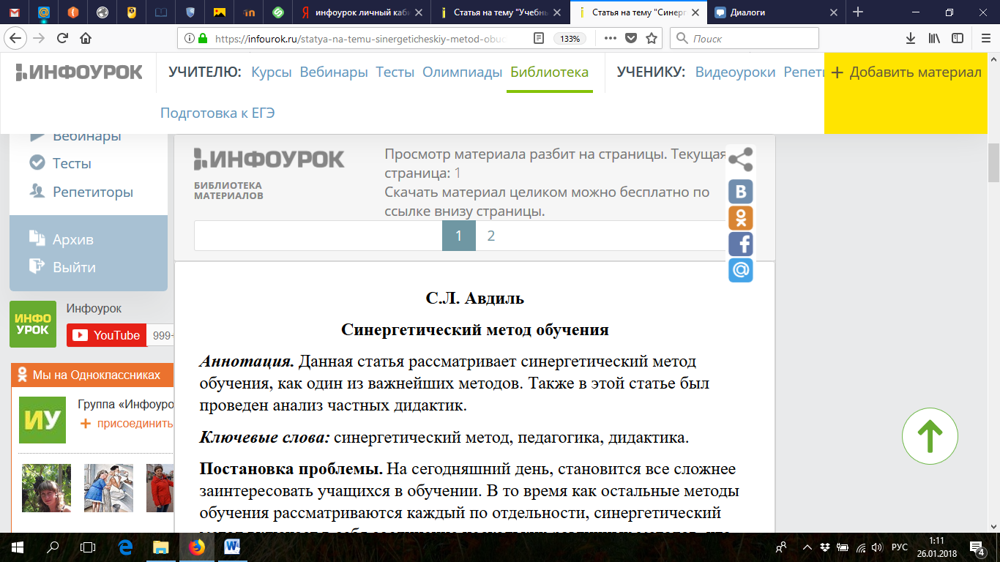 инфоурок личный каби
Статья на тему "Учебны
Статья на тему "Синерг
Диалоги
https://infourok.ru/statya-na-temu-sinergeticheskiy-metod-obuc
133%
Поиск
ИНФОУРОК
УЧИТЕЛЮ: Курсы Вебинары Тесты Олимпиады Библиотека
УЧЕНИКУ: Видеоуроки Репети
+ Добавить материал
Подготовка к ЕГЭ
Вебинары
Тесты
Репетиторы
Архив
Выйти
ИНФО
УРОК
Инфоурок
YouTube
999+
Мы на Одноклассниках
ИУ
Группа «Инфоуро
+ присоединить
ИНФОУРОК
БИБЛИОТЕКА
МАТЕРИАЛОВ
Просмотр материала разбит на страницы. Текущая
страница: 1
Скачать материал целиком можно бесплатно по
ссылке внизу страницы.
1 2
С.Л. Авдиль
Синергетический метод обучения
Аннотация. Данная статья рассматривает синергетический метод
обучения, как один из важнейших методов. Также в этой статье был
проведен анализ частных дидактик.
Ключевые слова: синергетический метод, педагогика, дидактика.
Постановка проблемы. На сегодняшний день, становится все сложнее
заинтересовать учащихся в обучении. В то время как остальные методы
обучения рассматриваются каждый по отдельности, синергетический
РУС
1:11
26.01.2018
4